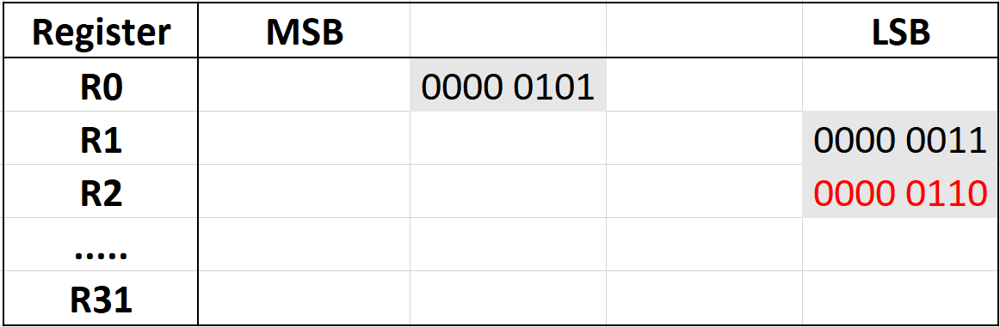 Register MSB LSB
R0 0000 0101
R1 0000 0011
R2 0000 0110
.....
R31